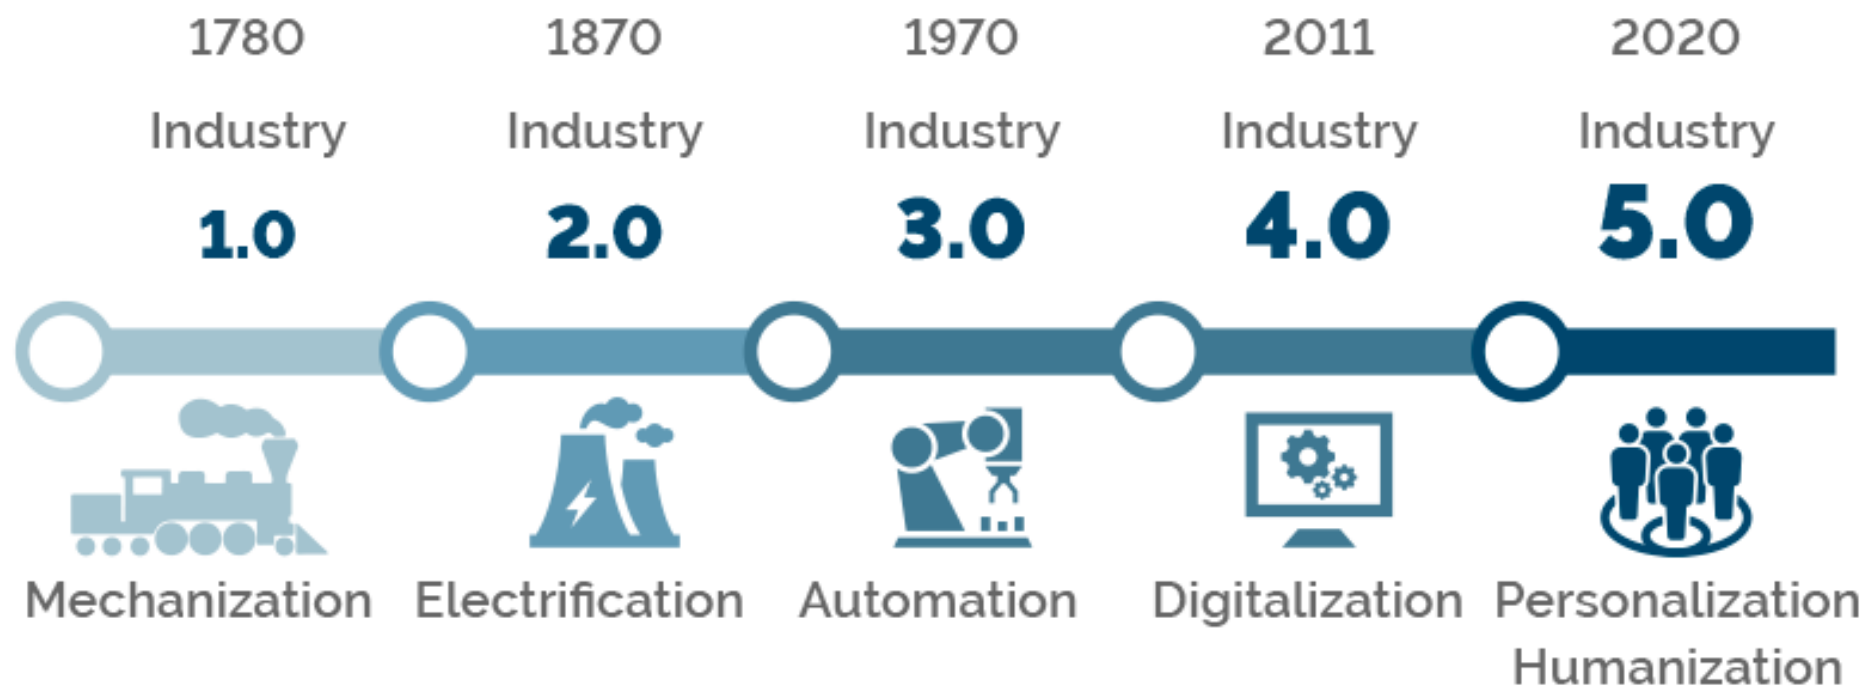 1780 1870 1970 2011 2020
Industry Industry Industry Industry Industry
1.0 2.0 3.0 4.0 5.0
Mechanization Electrification Automation Digitalization Personalization
Humanization